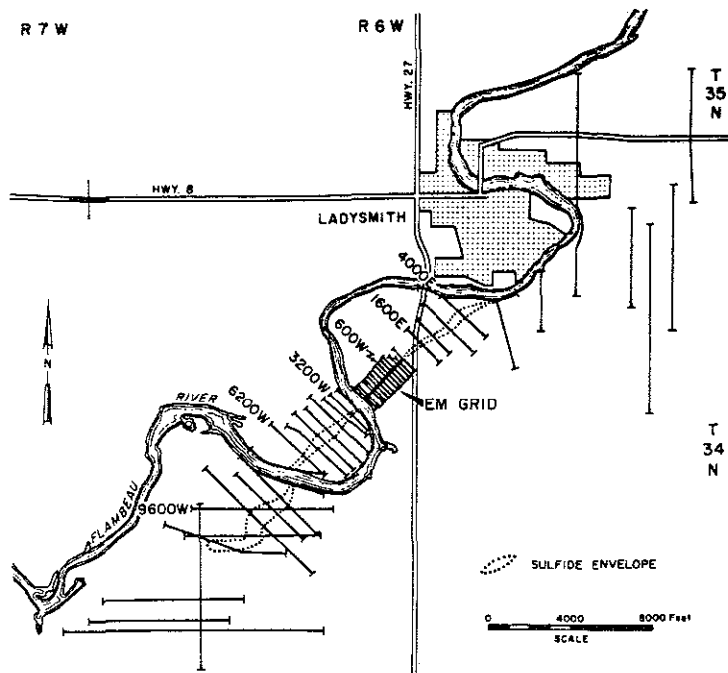 R 7 W
R 6 W
HWY. 27
T
35
N
HWY. 8
LADYSMITH
4000E
1600E
600W
3200W
N
EM GRID
6200W
RIVER
FLAMBEAU
9600W
T
34
N
SULFIDE ENVELOPE
0 4000 8000 Feet
SCALE